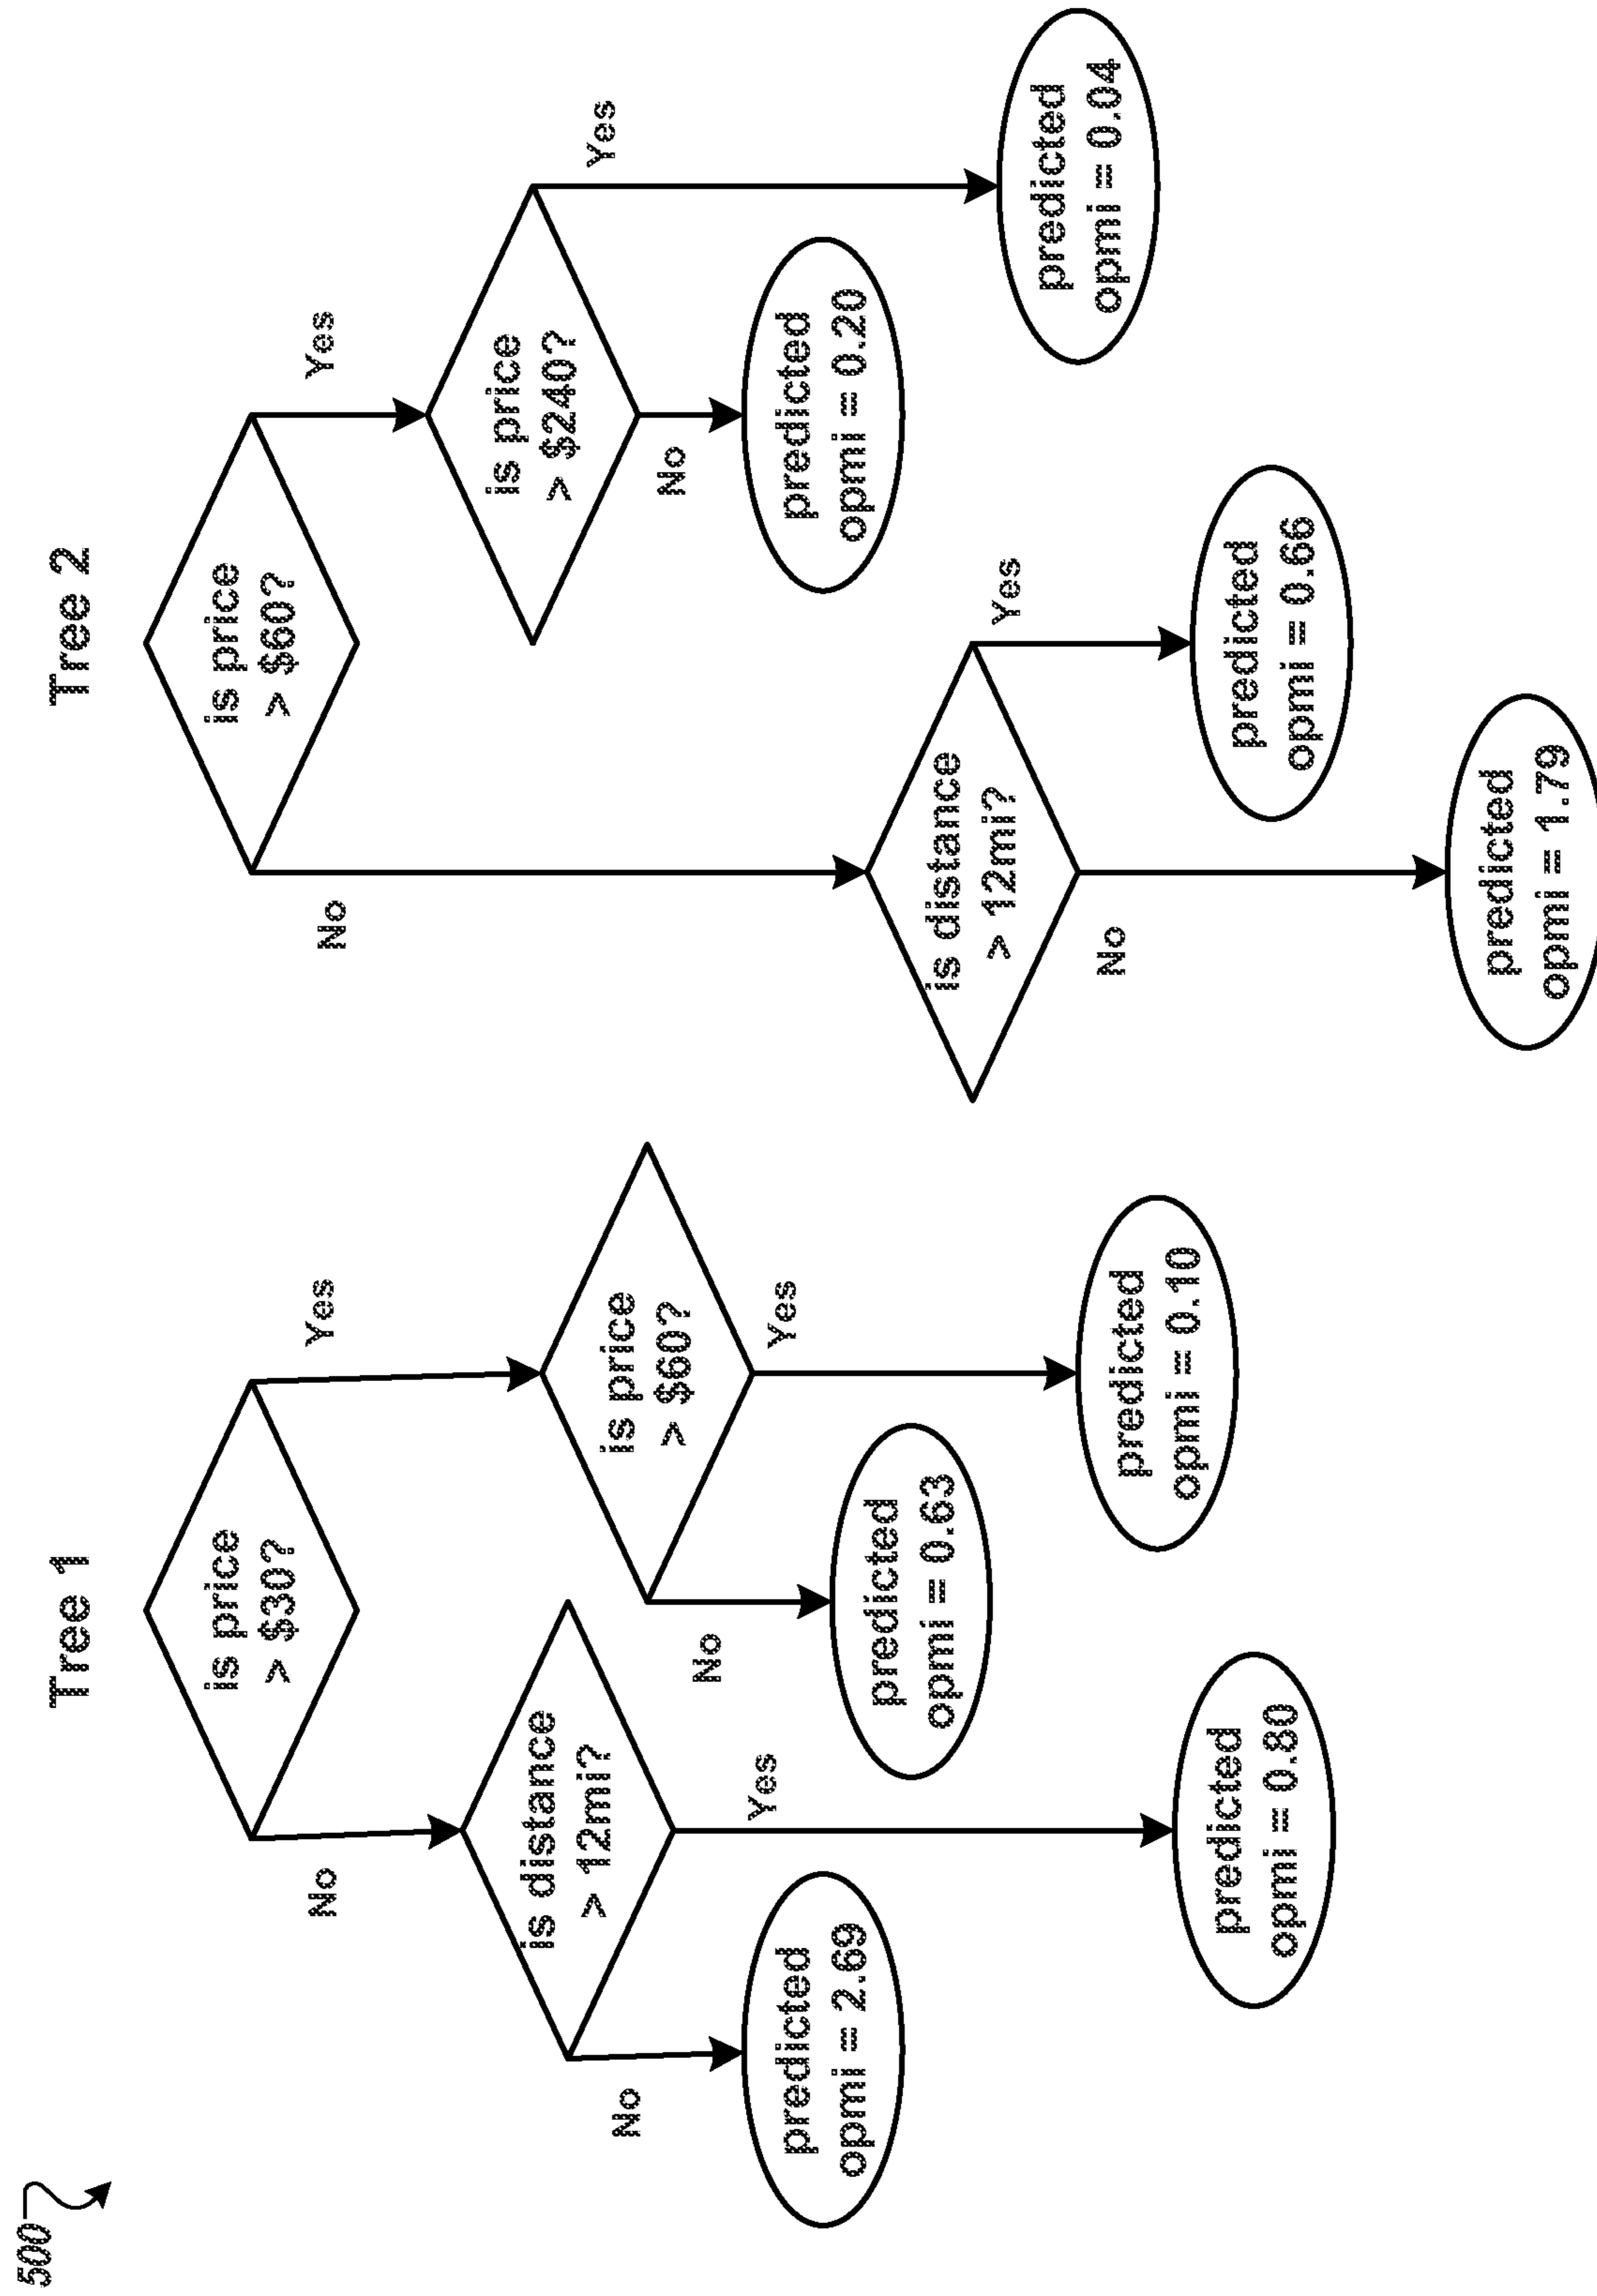 500
Tree 1
is price
> $30?
No
Yes
is distance
> 12mi?
No
Yes
is price
> $60?
No
Yes
predicted
opmi = 2.69
predicted
opmi = 0.80
predicted
opmi = 0.63
predicted
opmi = 0.10
Tree 2
is price
> $60?
No
Yes
is distance
> 12mi?
No
Yes
is price
> $240?
No
Yes
predicted
opmi = 1.79
predicted
opmi = 0.66
predicted
opmi = 0.20
predicted
opmi = 0.04